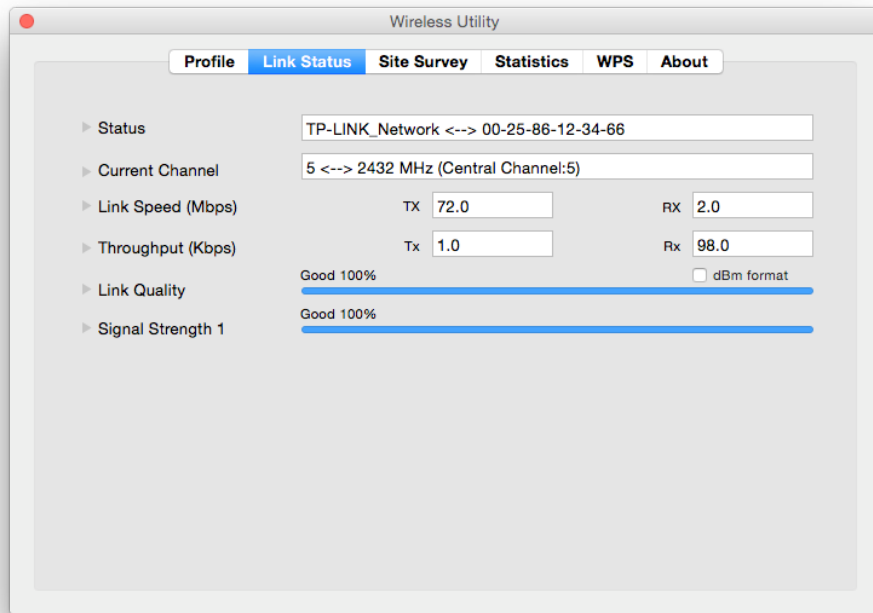 Wireless Utility
Profile Link Status Site Survey Statistics WPS About
Status TP-LINK_Network <--> 00-25-86-12-34-66
Current Channel 5 <--> 2432 MHz (Central Channel:5)
Link Speed (Mbps) TX 72.0 RX 2.0
Throughput (Kbps) Tx 1.0 Rx 98.0
Good 100% dBm format
Link Quality
Good 100%
Signal Strength 1